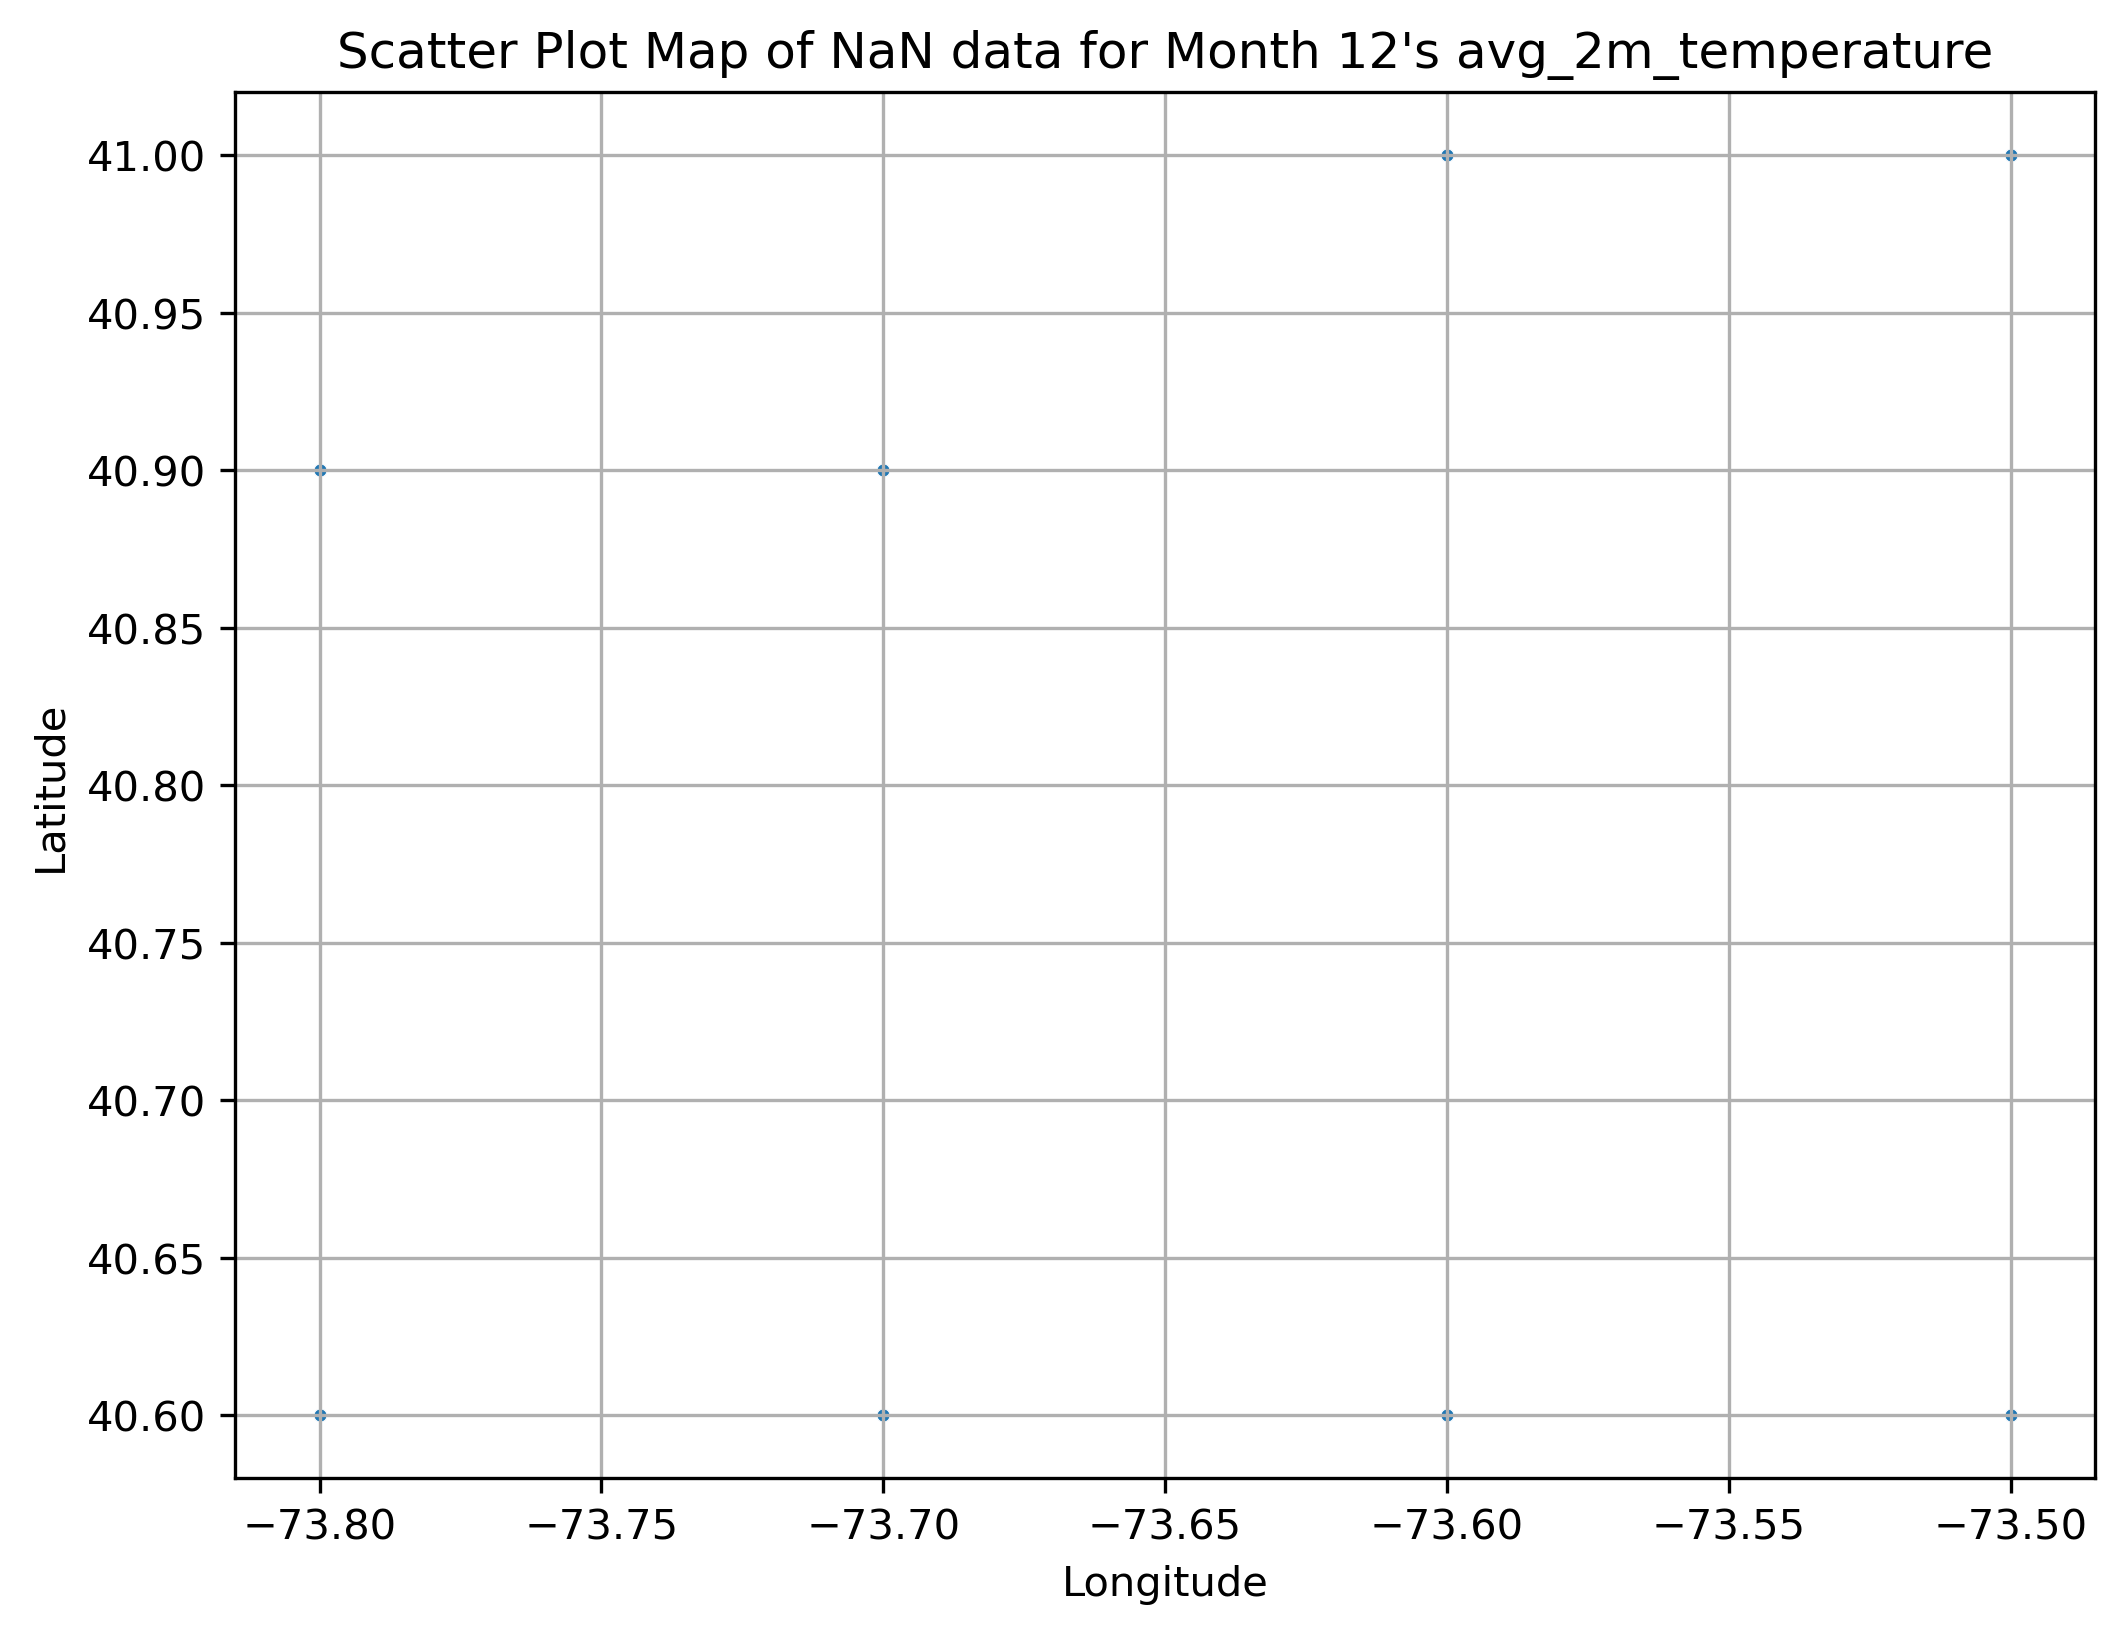 Scatter Plot Map of NaN data for Month 12's avg_2m_temperature
41.00
40.95
40.90
40.85
40.80
40.75
40.70
40.65
40.60
Latitude
−73.80 −73.75 −73.70 −73.65 −73.60 −73.55 −73.50
Longitude